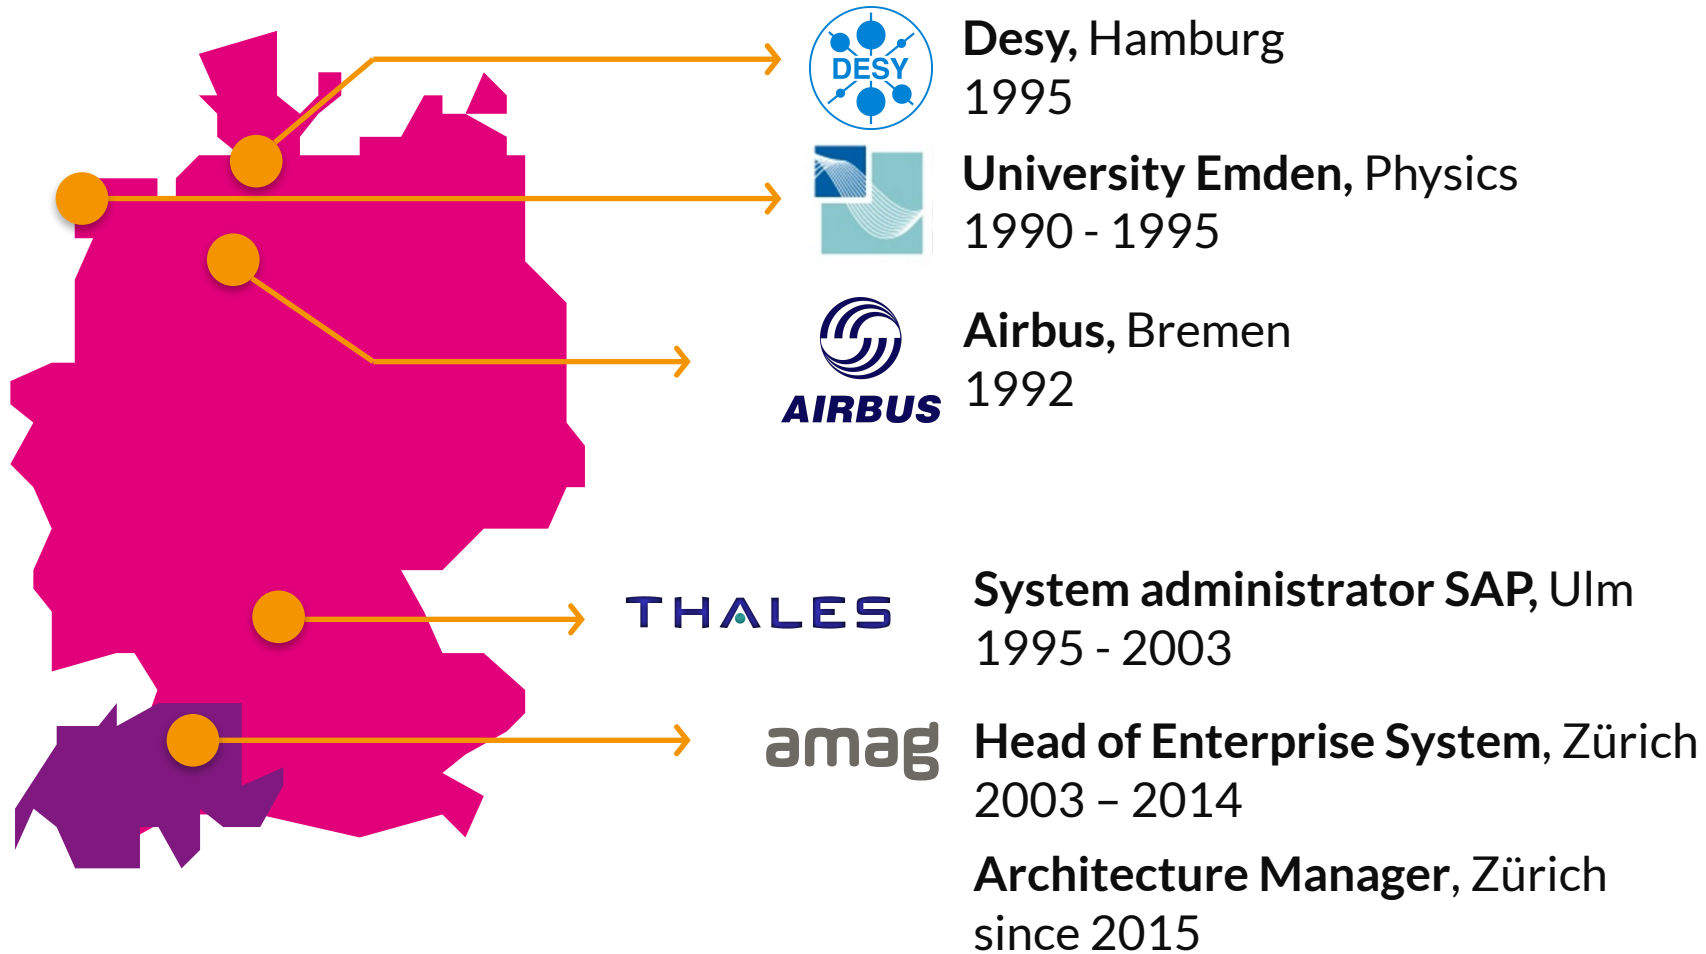 DESY
Desy, Hamburg
1995
University Emden, Physics
1990 - 1995
AIRBUS
Airbus, Bremen
1992
THALES
System administrator SAP, Ulm
1995 - 2003
amag
Head of Enterprise System, Zürich
2003 – 2014
Architecture Manager, Zürich
since 2015